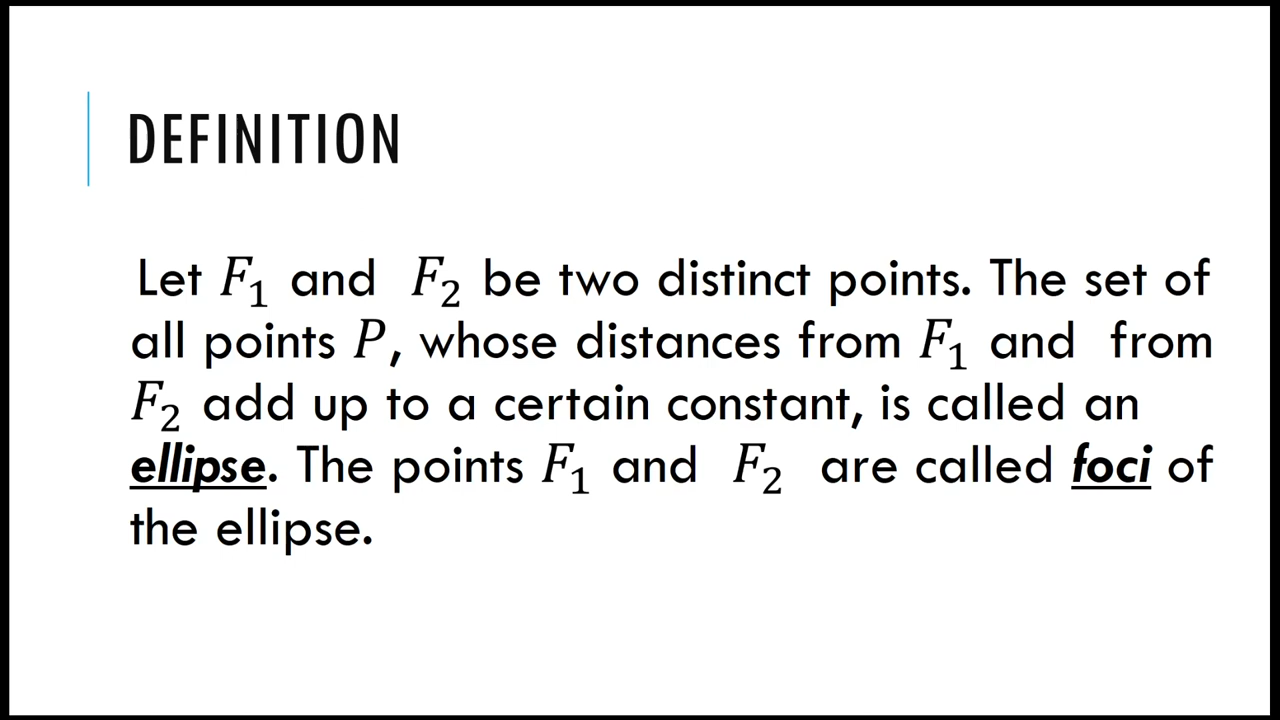 DEFINITION
Let F₁ and F₂ be two distinct points. The set of
all points P, whose distances from F₁ and from
F₂ add up to a certain constant, is called an
ellipse. The points F₁ and F₂ are called foci of
the ellipse.